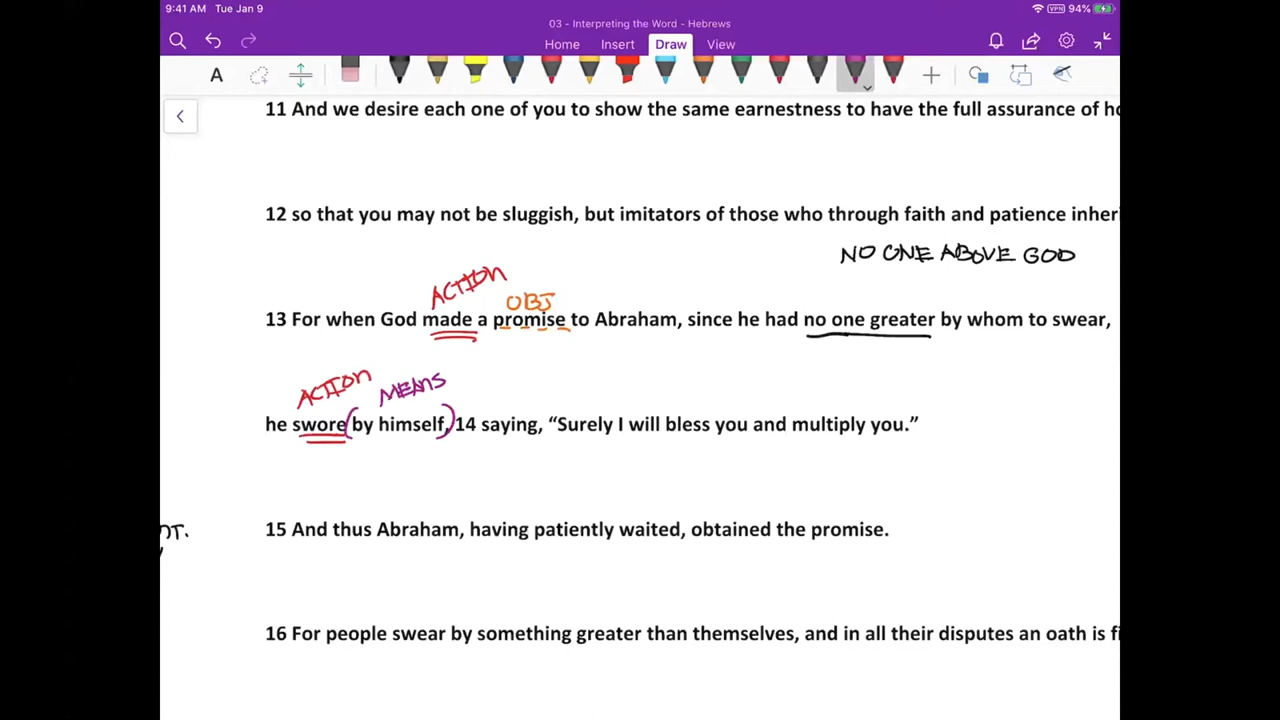 9:41 AM Tue Jan 9
VPN 94%
03 - Interpreting the Word - Hebrews
Home Insert Draw View
A
11 And we desire each one of you to show the same earnestness to have the full assurance of
12 so that you may not be sluggish, but imitators of those who through faith and patience
NO ONE ABOVE GOD
ACTION
OBJ
13 For when God made a promise to Abraham, since he had no one greater by whom to swear,
ACTION MEANS
he swore (by himself,) 14 saying, “Surely I will bless you and multiply you.”
15 And thus Abraham, having patiently waited, obtained the promise.
16 For people swear by something greater than themselves, and in all their disputes an oath is